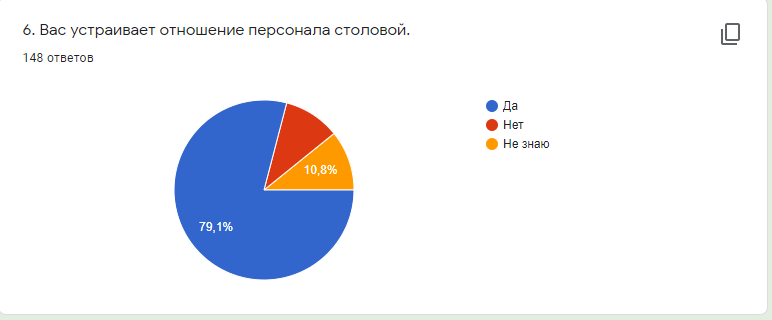 6. Вас устраивает отношение персонала столовой.
148 ответов
Да
Нет
Не знаю
10,8%
79,1%